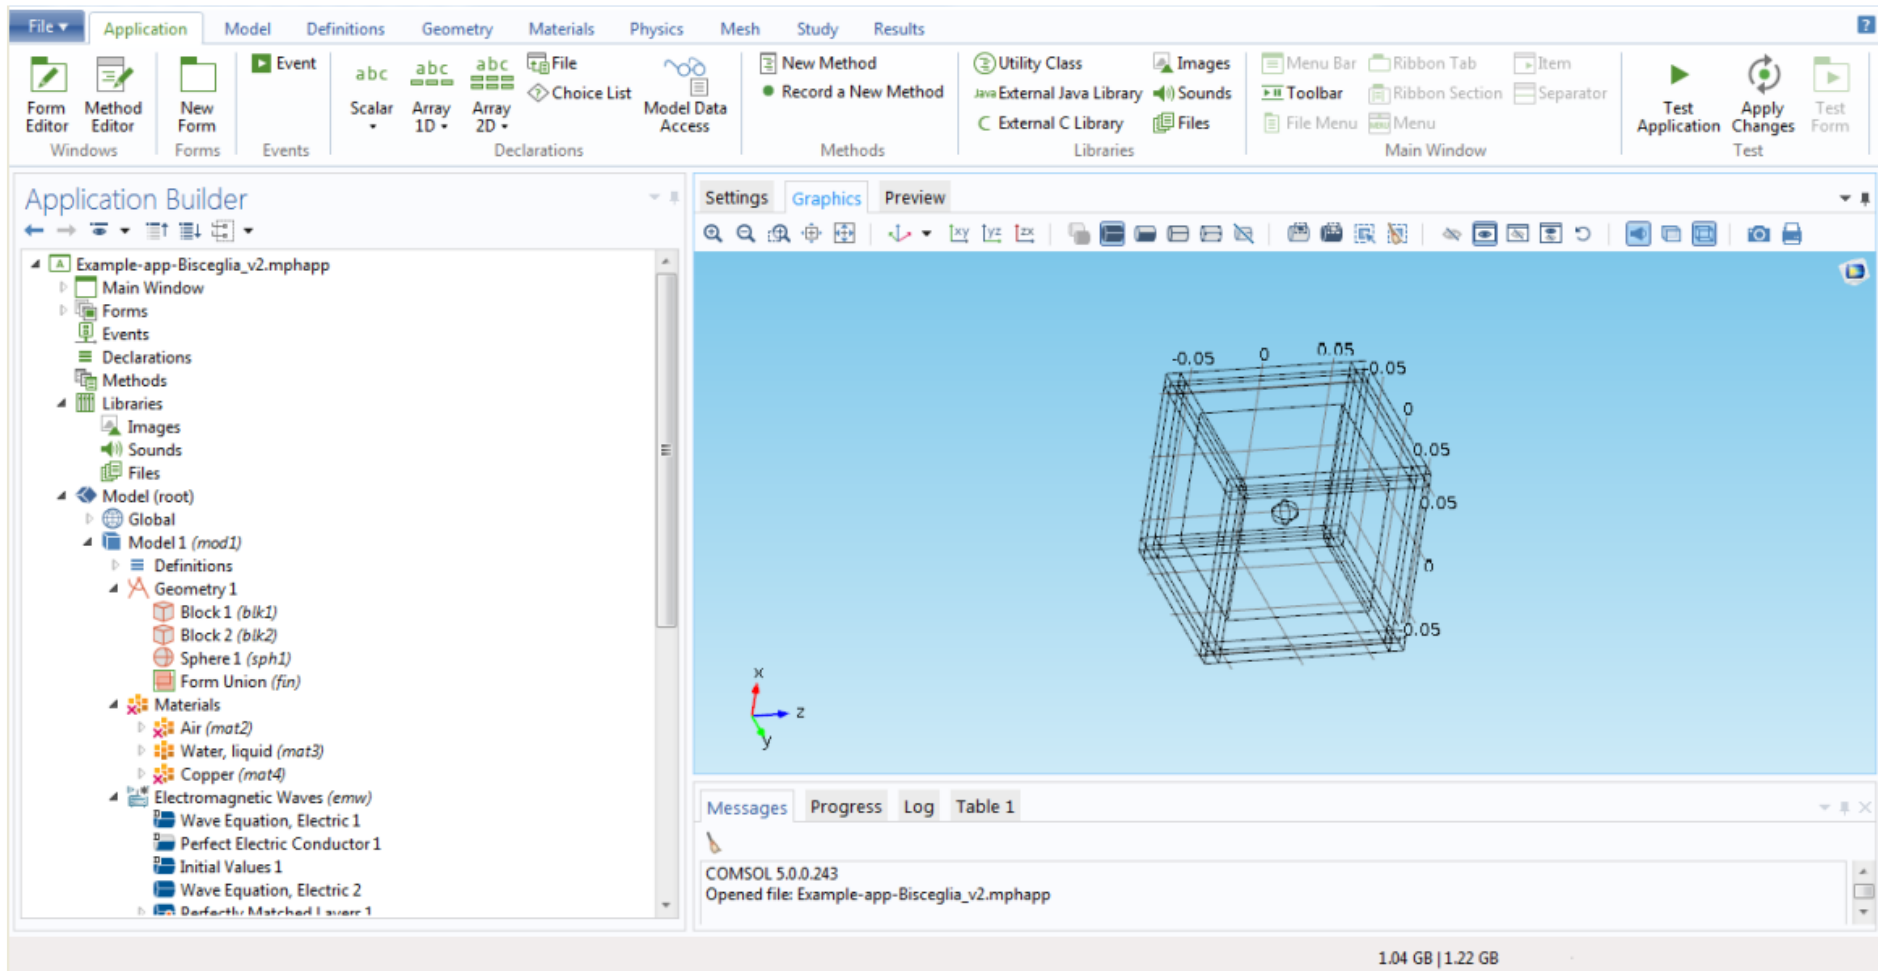 File Application Model Definitions Geometry Materials Physics Mesh Study Results
Form Editor
Method Editor
Windows
New Form
Forms
Event
Events
abc Scalar
abc Array 1D
abc Array 2D
File
Choice List
Model Data Access
Declarations
New Method
Record a New Method
Methods
Utility Class
Java External Java Library
C External C Library
Images
Sounds
Files
Libraries
Menu Bar
Toolbar
File Menu
Ribbon Tab
Ribbon Section
Menu
Item
Separator
Main Window
Test Application
Apply Changes
Test Form
Test
Application Builder
Example-app-Bisceglia_v2.mphapp
Main Window
Forms
Events
Declarations
Methods
Libraries
Images
Sounds
Files
Model (root)
Global
Model 1 (mod1)
Definitions
Geometry 1
Block 1 (blk1)
Block 2 (blk2)
Sphere 1 (sph1)
Form Union (fin)
Materials
Air (mat2)
Water, liquid (mat3)
Copper (mat4)
Electromagnetic Waves (emw)
Wave Equation, Electric 1
Perfect Electric Conductor 1
Initial Values 1
Wave Equation, Electric 2
Perfectly Matched Layers 1
Settings Graphics Preview
xy yz zx
-0.05 0 0.05
-0.05
0
0.05
0.05
0
-0.05
x
z
y
Messages Progress Log Table 1
COMSOL 5.0.0.243
Opened file: Example-app-Bisceglia_v2.mphapp
1.04 GB | 1.22 GB